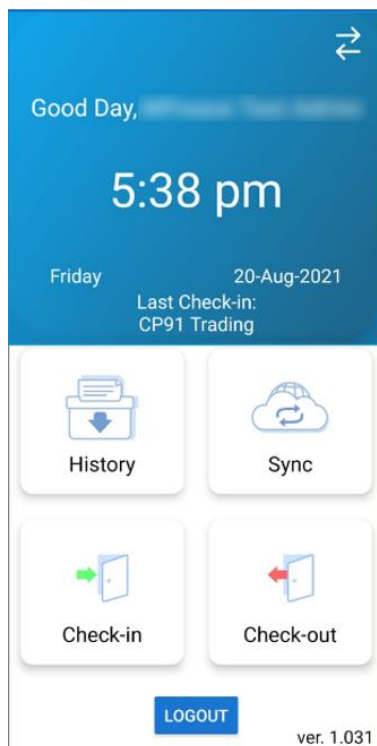 Good Day,
5:38 pm
Friday 20-Aug-2021
Last Check-in:
CP91 Trading
History Sync
Check-in Check-out
LOGOUT
ver. 1.031